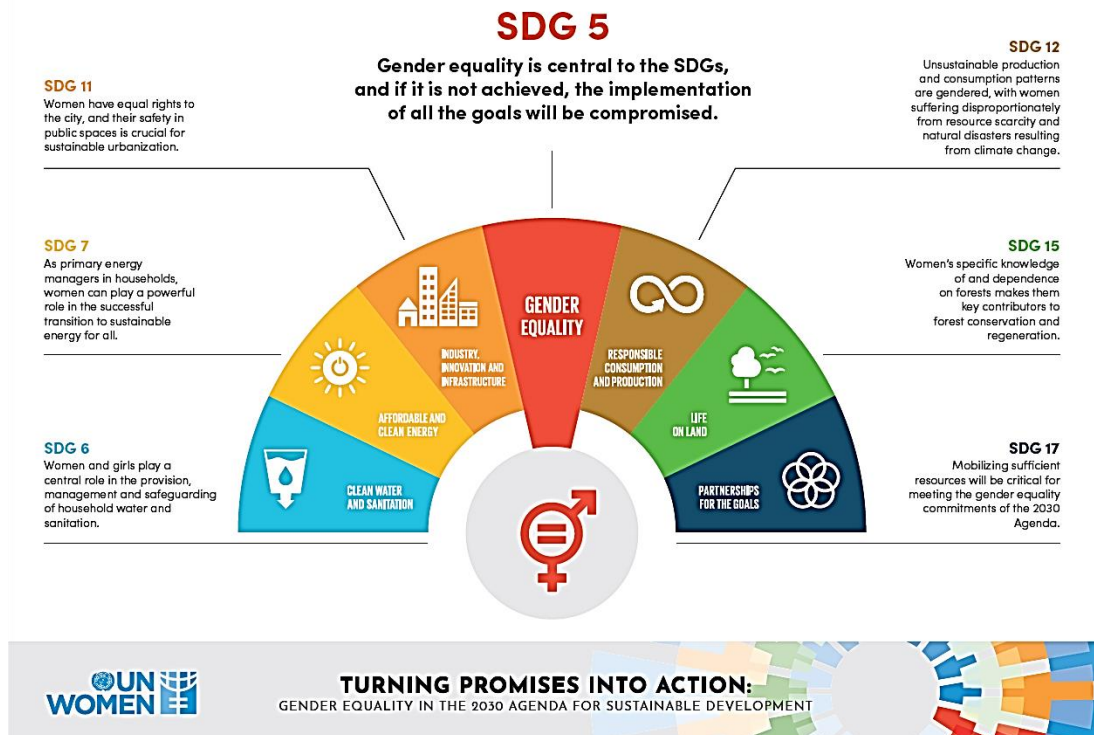 SDG 5
Gender equality is central to the SDGs,
and if it is not achieved, the implementation
of all the goals will be compromised.
SDG 11
Women have equal rights to
the city, and their safety in
public spaces is crucial for
sustainable urbanization.
SDG 7
As primary energy
managers in households,
women can play a powerful
role in the successful
transition to sustainable
energy for all.
SDG 6
Women and girls play a
central role in the provision,
management and safeguarding
of household water and
sanitation.
CLEAN WATER
AND SANITATION
AFFORDABLE AND
CLEAN ENERGY
INDUSTRY,
INNOVATION AND
INFRASTRUCTURE
GENDER
EQUALITY
RESPONSIBLE
CONSUMPTION
AND PRODUCTION
LIFE
ON LAND
PARTNERSHIPS
FOR THE GOALS
SDG 12
Unsustainable production
and consumption patterns
are gendered, with women
suffering disproportionately
from resource scarcity and
natural disasters resulting
from climate change.
SDG 15
Women's specific knowledge
of and dependence
on forests makes them
key contributors to
forest conservation and
regeneration.
SDG 17
Mobilizing sufficient
resources will be critical for
meeting the gender equality
commitments of the 2030
Agenda.
UN
WOMEN
TURNING PROMISES INTO ACTION:
GENDER EQUALITY IN THE 2030 AGENDA FOR SUSTAINABLE DEVELOPMENT